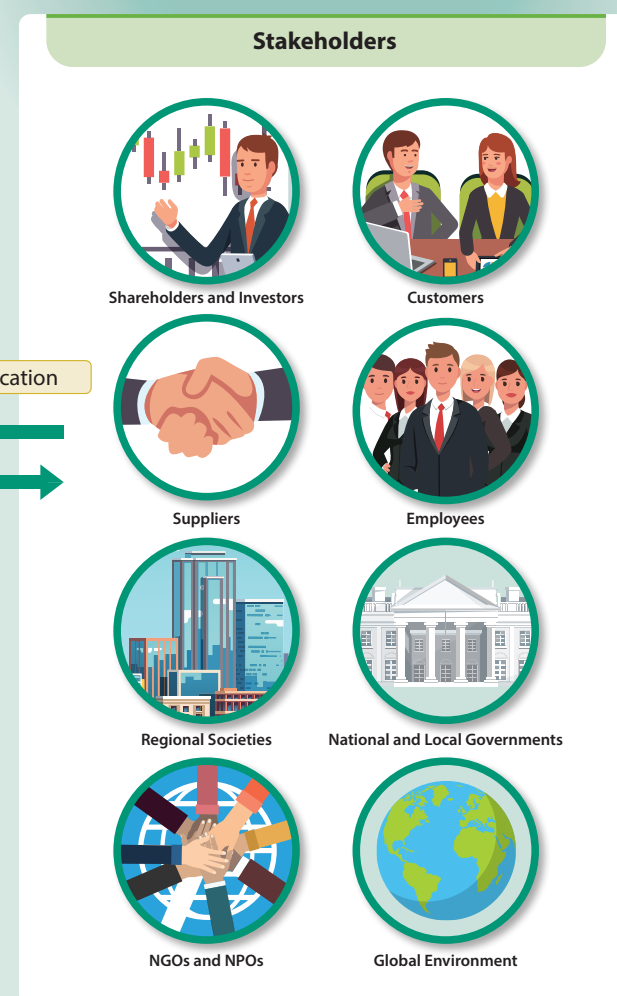 Stakeholders
Shareholders and Investors
Customers
cation
Suppliers
Employees
Regional Societies
National and Local Governments
NGOs and NPOs
Global Environment